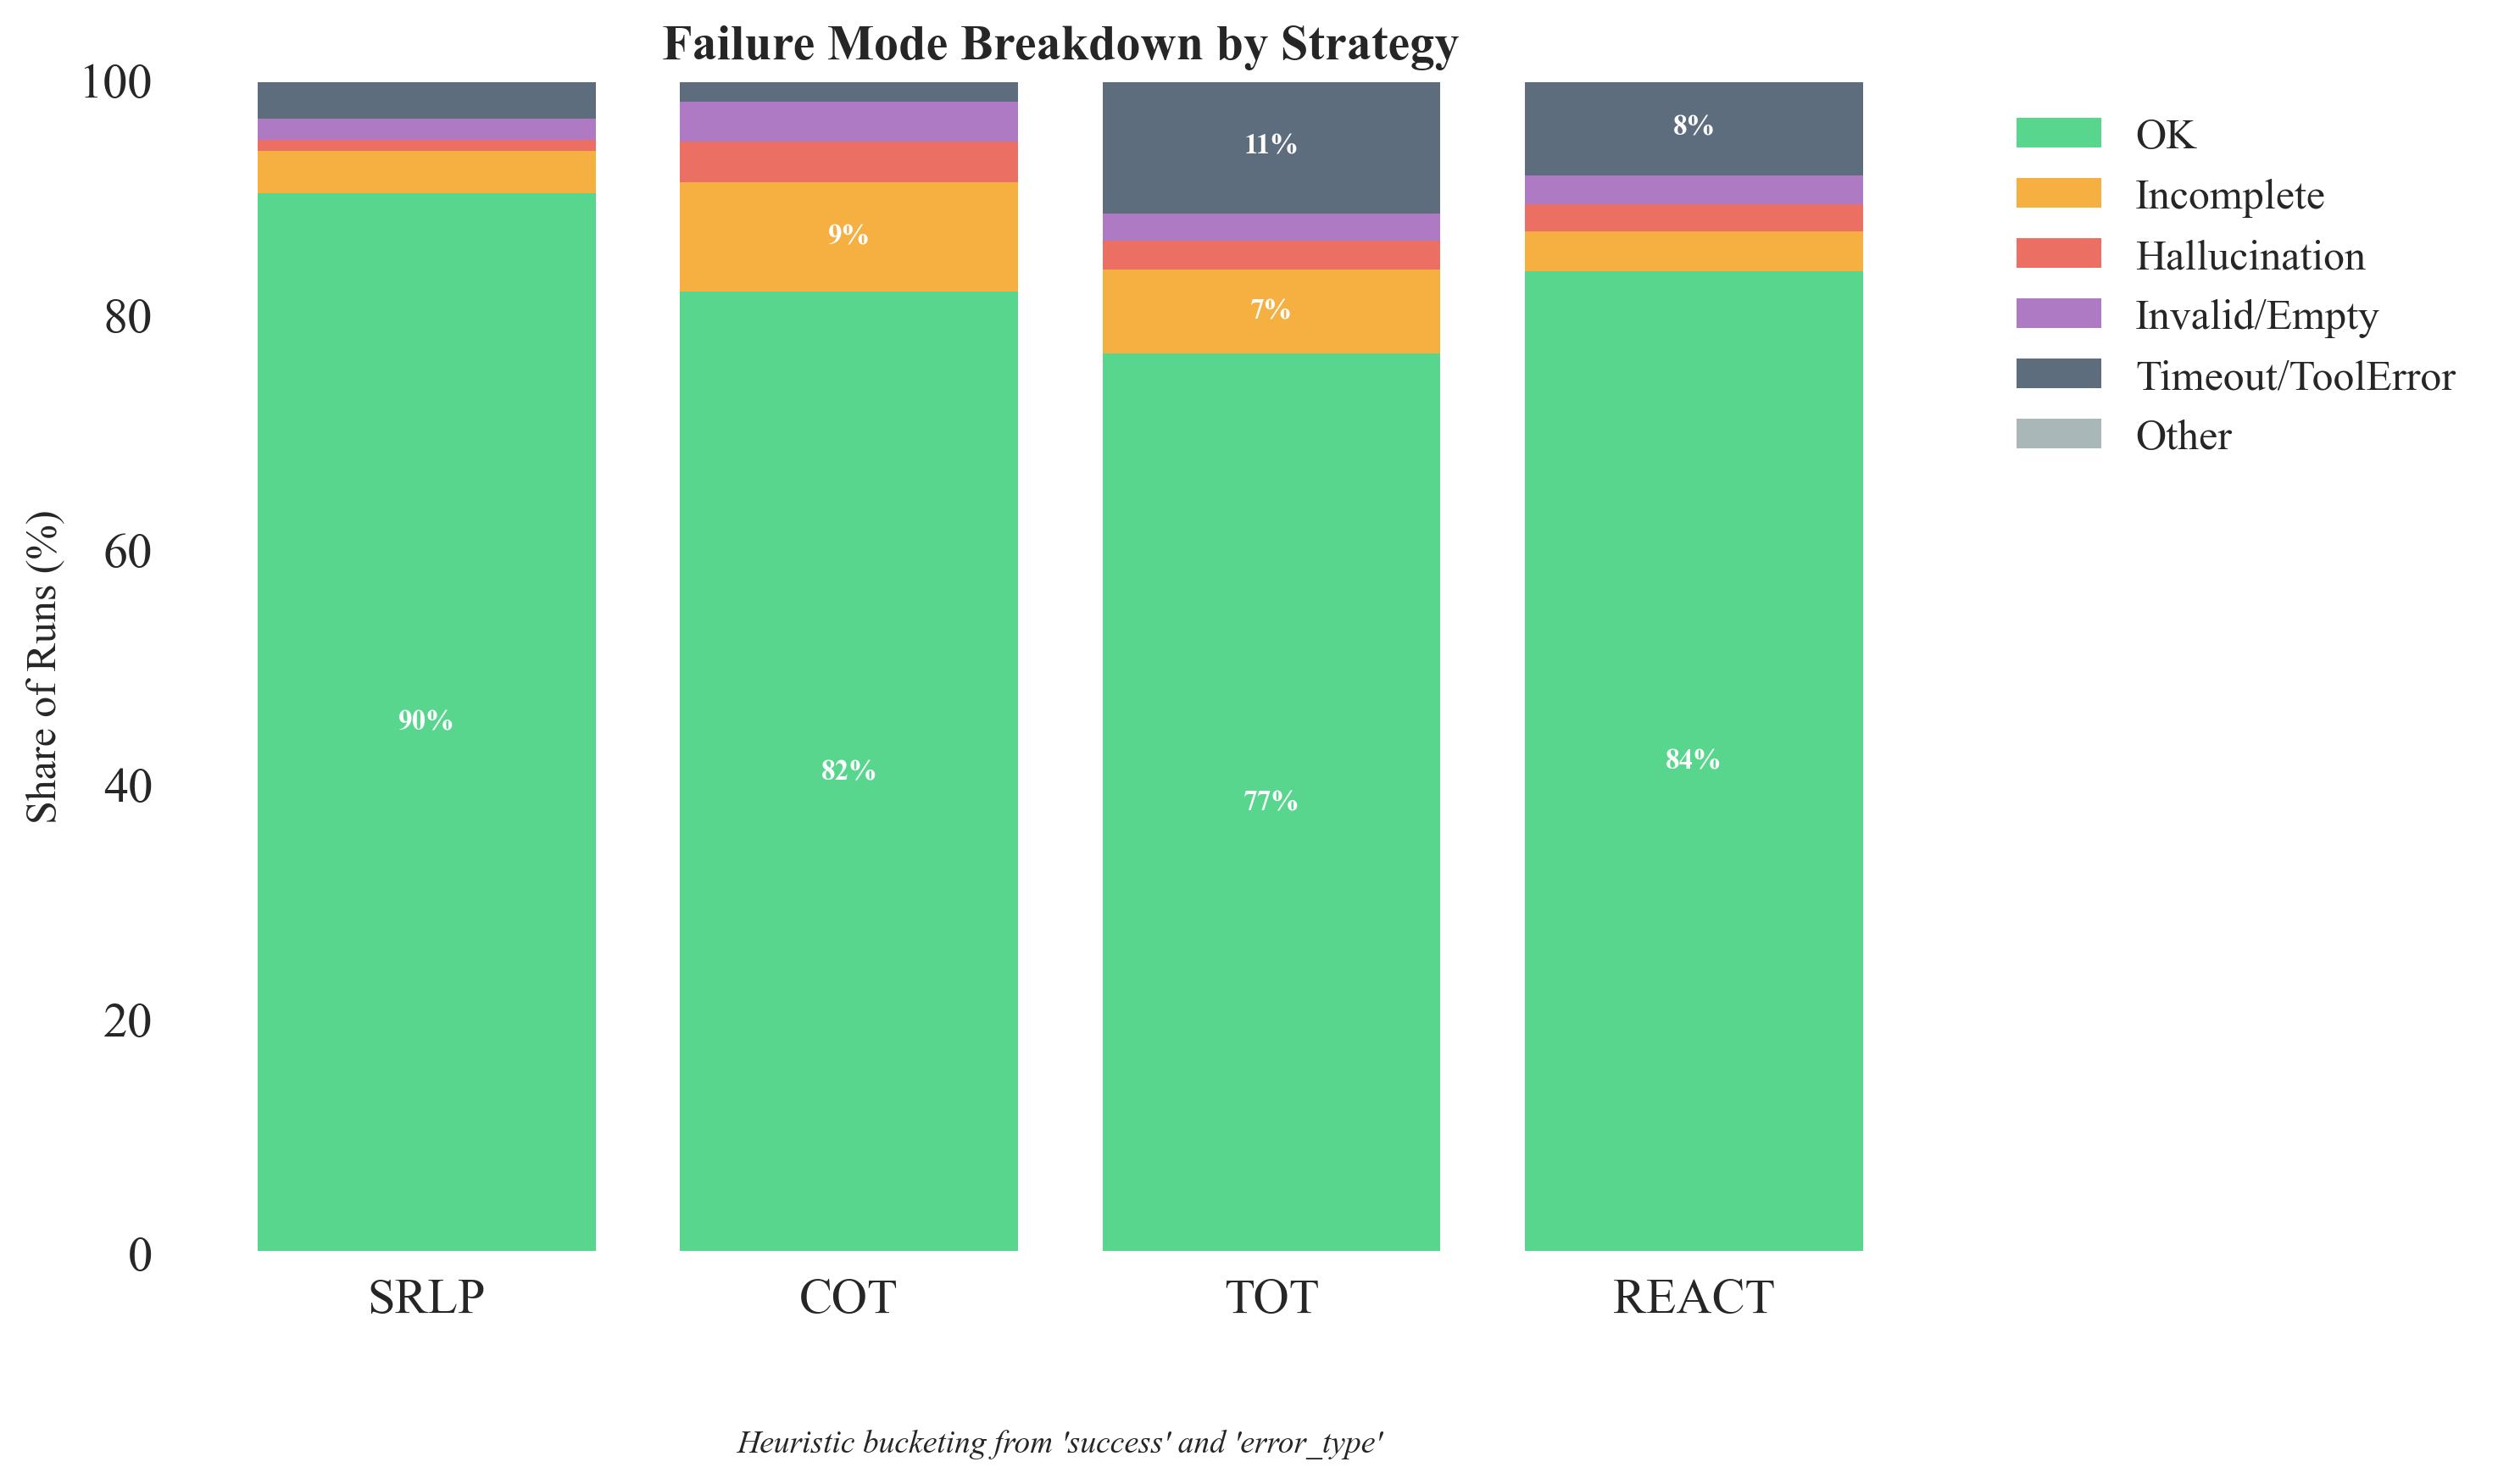 Failure Mode Breakdown by Strategy
100
80
60
40
20
0
Share of Runs (%)
90%
9%
82%
11%
7%
77%
8%
84%
SRLP
COT
TOT
REACT
OK
Incomplete
Hallucination
Invalid/Empty
Timeout/ToolError
Other
Heuristic bucketing from 'success' and 'error_type'